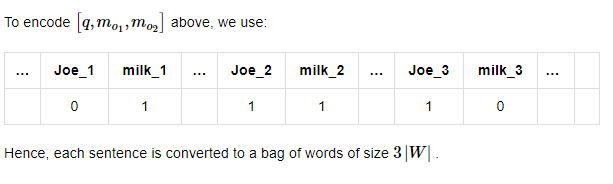 To encode [q, m_{o_1}, m_{o_2}] above, we use:
... Joe_1 milk_1 ... Joe_2 milk_2 ... Joe_3 milk_3 ...
0 1 1 1 1 0
Hence, each sentence is converted to a bag of words of size 3|W| .